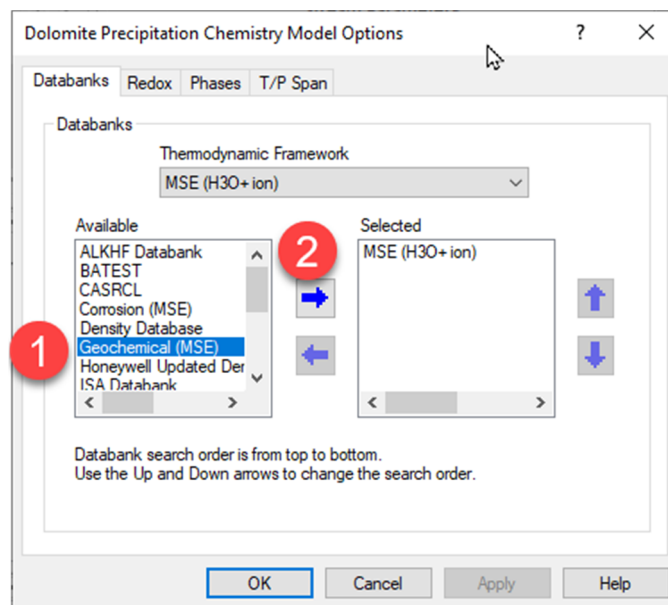 Dolomite Precipitation Chemistry Model Options ?
Databanks Redox Phases T/P Span
Databanks
Thermodynamic Framework
MSE (H3O+ ion)
Available
2
Selected
ALKHF Databank
BATEST
CASRCL
Corrosion (MSE)
Density Database
1
Geochemical (MSE)
Honeywell Updated Der
ISA Databank
MSE (H3O+ ion)
Databank search order is from top to bottom.
Use the Up and Down arrows to change the search order.
OK Cancel Apply Help